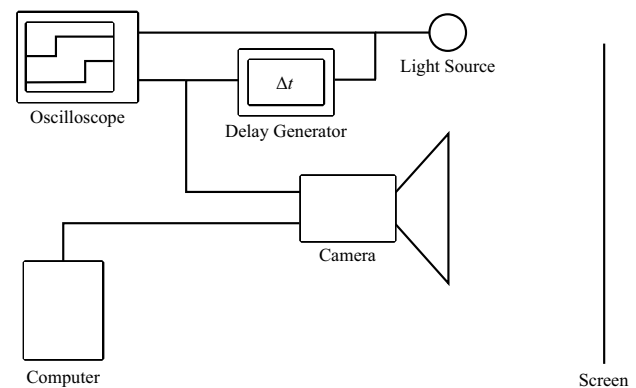 Light Source
Δt
Oscilloscope
Delay Generator
Camera
Computer
Screen